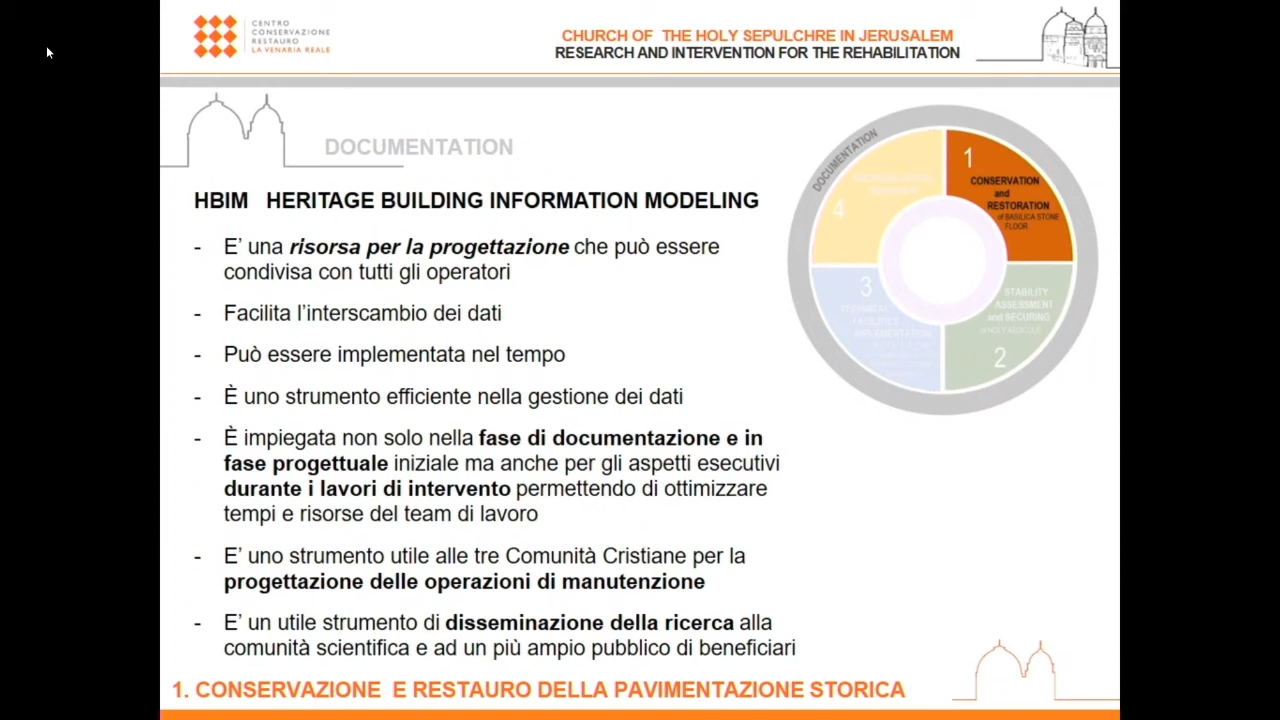 CENTRO
CONSERVAZIONE
RESTAURO
LA VENARIA REALE
CHURCH OF THE HOLY SEPULCHRE IN JERUSALEM
RESEARCH AND INTERVENTION FOR THE REHABILITATION
DOCUMENTATION
HBIM HERITAGE BUILDING INFORMATION MODELING
- E’ una risorsa per la progettazione che può essere
condivisa con tutti gli operatori
- Facilita l’interscambio dei dati
- Può essere implementata nel tempo
- È uno strumento efficiente nella gestione dei dati
- È impiegata non solo nella fase di documentazione e in
fase progettuale iniziale ma anche per gli aspetti esecutivi
durante i lavori di intervento permettendo di ottimizzare
tempi e risorse del team di lavoro
- E’ uno strumento utile alle tre Comunità Cristiane per la
progettazione delle operazioni di manutenzione
- E’ un utile strumento di disseminazione della ricerca alla
comunità scientifica e ad un più ampio pubblico di beneficiari
DOCUMENTATION
1
CONSERVATION
and
RESTORATION
of BASILICA STONE
FLOOR
STABILITY
ASSESSMENT
and SECURING
2
3
4
1. CONSERVAZIONE E RESTAURO DELLA PAVIMENTAZIONE STORICA